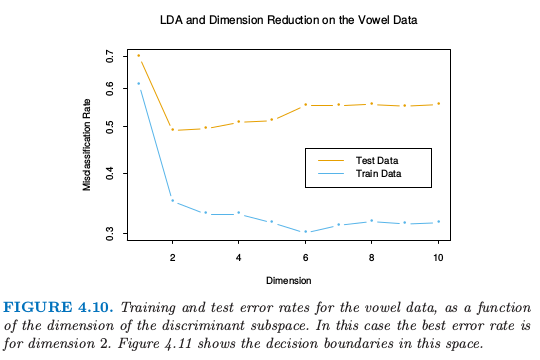 LDA and Dimension Reduction on the Vowel Data
Misclassification Rate
0.7
0.6
0.5
0.4
0.3
Test Data
Train Data
2 4 6 8 10
Dimension
FIGURE 4.10. Training and test error rates for the vowel data, as a function
of the dimension of the discriminant subspace. In this case the best error rate is
for dimension 2. Figure 4.11 shows the decision boundaries in this space.